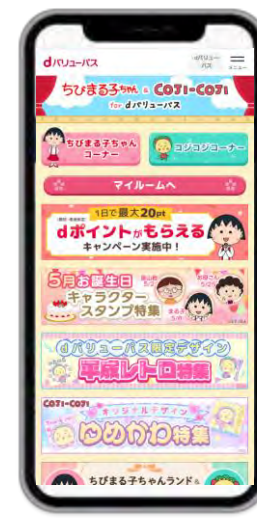 dバリューパス
dバリュー
パス
メニュー
ちびまる子ちゃん & COJI-COJI
for dバリューパス
ちびまる子ちゃん
コーナー
コジコジコーナー
マイルームへ
1日で最大20pt
dポイントがもらえる
キャンペーン実施中！
5月お誕生日
キャラクター
スタンプ特集
dバリューパス限定デザイン
平成レトロ特集
COJI-COJI
オリジナルデザイン
ゆめかわ特集
ちびまる子ちゃんランド&